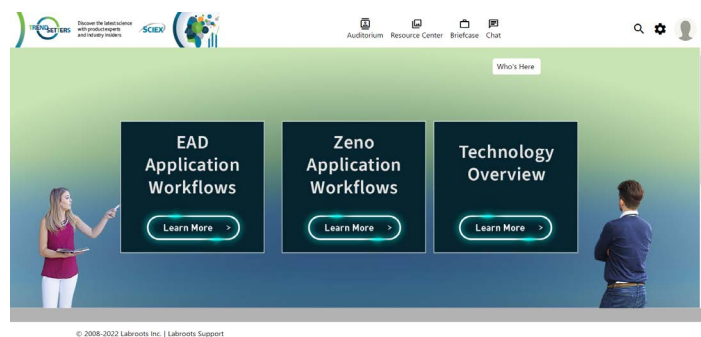 TRENDSETTERS
Discover the latest science
with product experts
and industry insiders
SCIEX
Auditorium Resource Center Briefcase Chat
Who's Here
EAD
Application
Workflows
Learn More >
Zeno
Application
Workflows
Learn More >
Technology
Overview
Learn More >
© 2008-2022 Labroots Inc. | Labroots Support